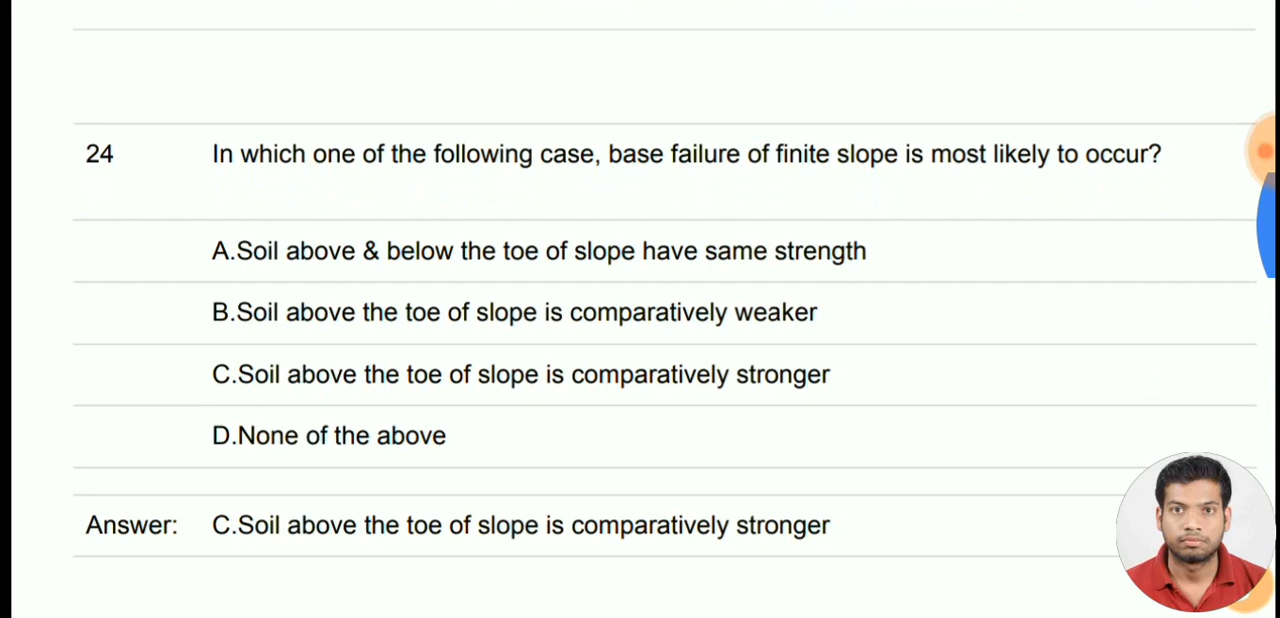 24 In which one of the following case, base failure of finite slope is most likely to occur?
A.Soil above & below the toe of slope have same strength
B.Soil above the toe of slope is comparatively weaker
C.Soil above the toe of slope is comparatively stronger
D.None of the above
Answer: C.Soil above the toe of slope is comparatively stronger